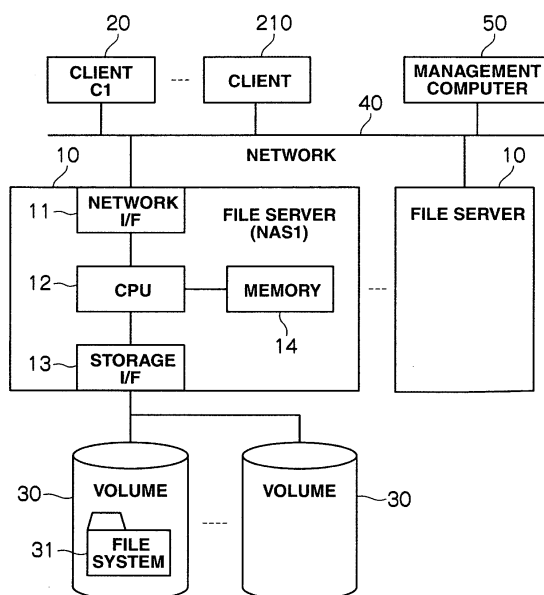 20
210
50
CLIENT
C1
CLIENT
MANAGEMENT
COMPUTER
40
NETWORK
10
10
11
NETWORK
I/F
FILE SERVER
(NAS1)
FILE SERVER
12
CPU
MEMORY
14
13
STORAGE
I/F
30
VOLUME
VOLUME
30
31
FILE
SYSTEM